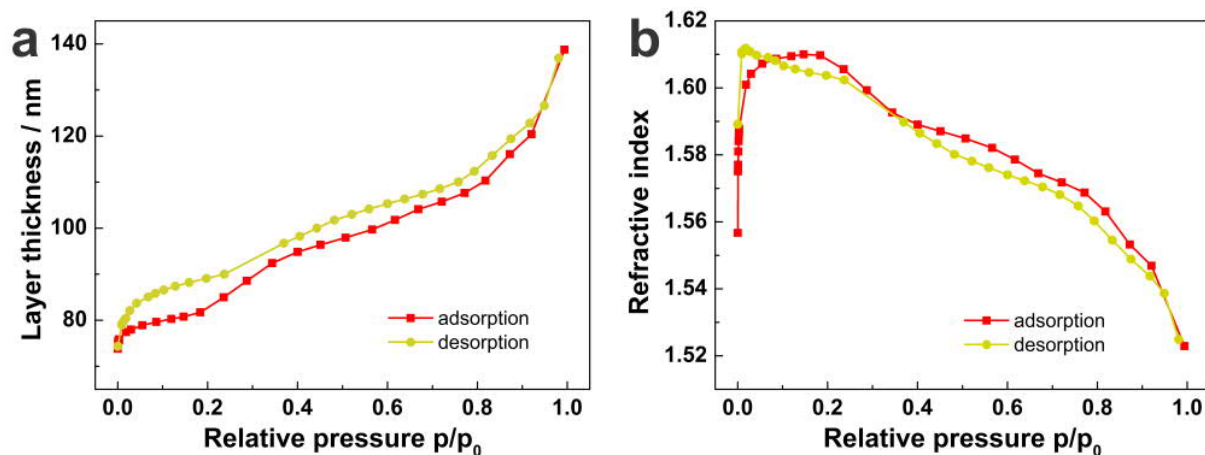 a
Layer thickness / nm
140
120
100
80
0.0 0.2 0.4 0.6 0.8 1.0
Relative pressure p/p₀
adsorption
desorption
b
Refractive index
1.62
1.60
1.58
1.56
1.54
1.52
0.0 0.2 0.4 0.6 0.8 1.0
Relative pressure p/p₀
adsorption
desorption